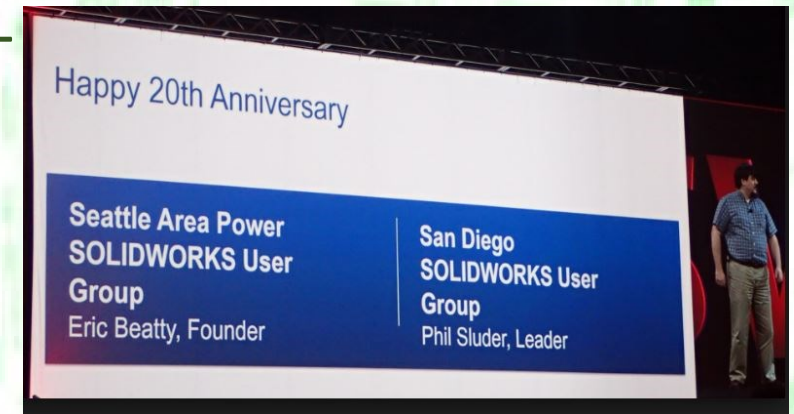 Happy 20th Anniversary
Seattle Area Power
SOLIDWORKS User
Group
Eric Beatty, Founder
San Diego
SOLIDWORKS User
Group
Phil Sluder, Leader